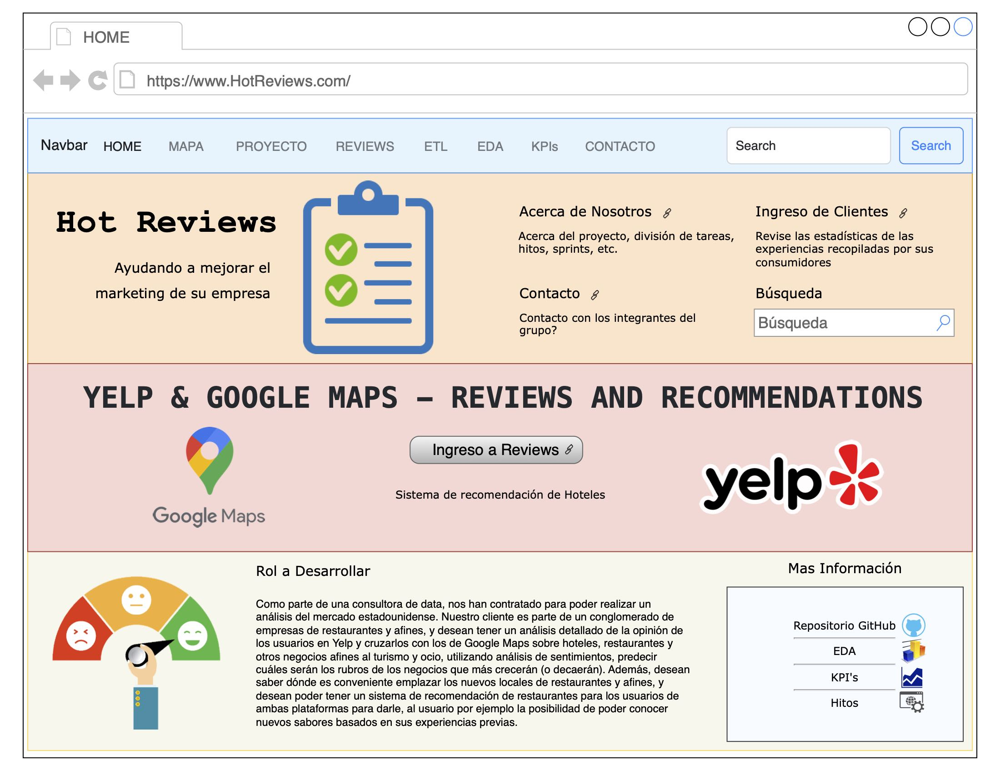 HOME
https://www.HotReviews.com/
Navbar HOME MAPA PROYECTO REVIEWS ETL EDA KPIs CONTACTO Search Search
Hot Reviews
Ayudando a mejorar el
marketing de su empresa
Acerca de Nosotros
Acerca del proyecto, división de tareas,
hitos, sprints, etc.
Ingreso de Clientes
Revise las estadísticas de las
experiencias recopiladas por sus
consumidores
Contacto
Contacto con los integrantes del
grupo?
Búsqueda
Búsqueda
YELP & GOOGLE MAPS – REVIEWS AND RECOMMENDATIONS
Google Maps
Ingreso a Reviews
Sistema de recomendación de Hoteles
yelp
Rol a Desarrollar
Como parte de una consultora de data, nos han contratado para poder realizar un
análisis del mercado estadounidense. Nuestro cliente es parte de un conglomerado de
empresas de restaurantes y afines, y desean tener un análisis detallado de la opinión de
los usuarios en Yelp y cruzarlos con los de Google Maps sobre hoteles, restaurantes y
otros negocios afines al turismo y ocio, utilizando análisis de sentimientos, predecir
cuáles serán los rubros de los negocios que más crecerán (o decaerán). Además, desean
saber dónde es conveniente emplazar los nuevos locales de restaurantes y afines, y
desean poder tener un sistema de recomendación de restaurantes para los usuarios de
ambas plataformas para darle, al usuario por ejemplo la posibilidad de poder conocer
nuevos sabores basados en sus experiencias previas.
Mas Información
Repositorio GitHub
EDA
KPI's
Hitos